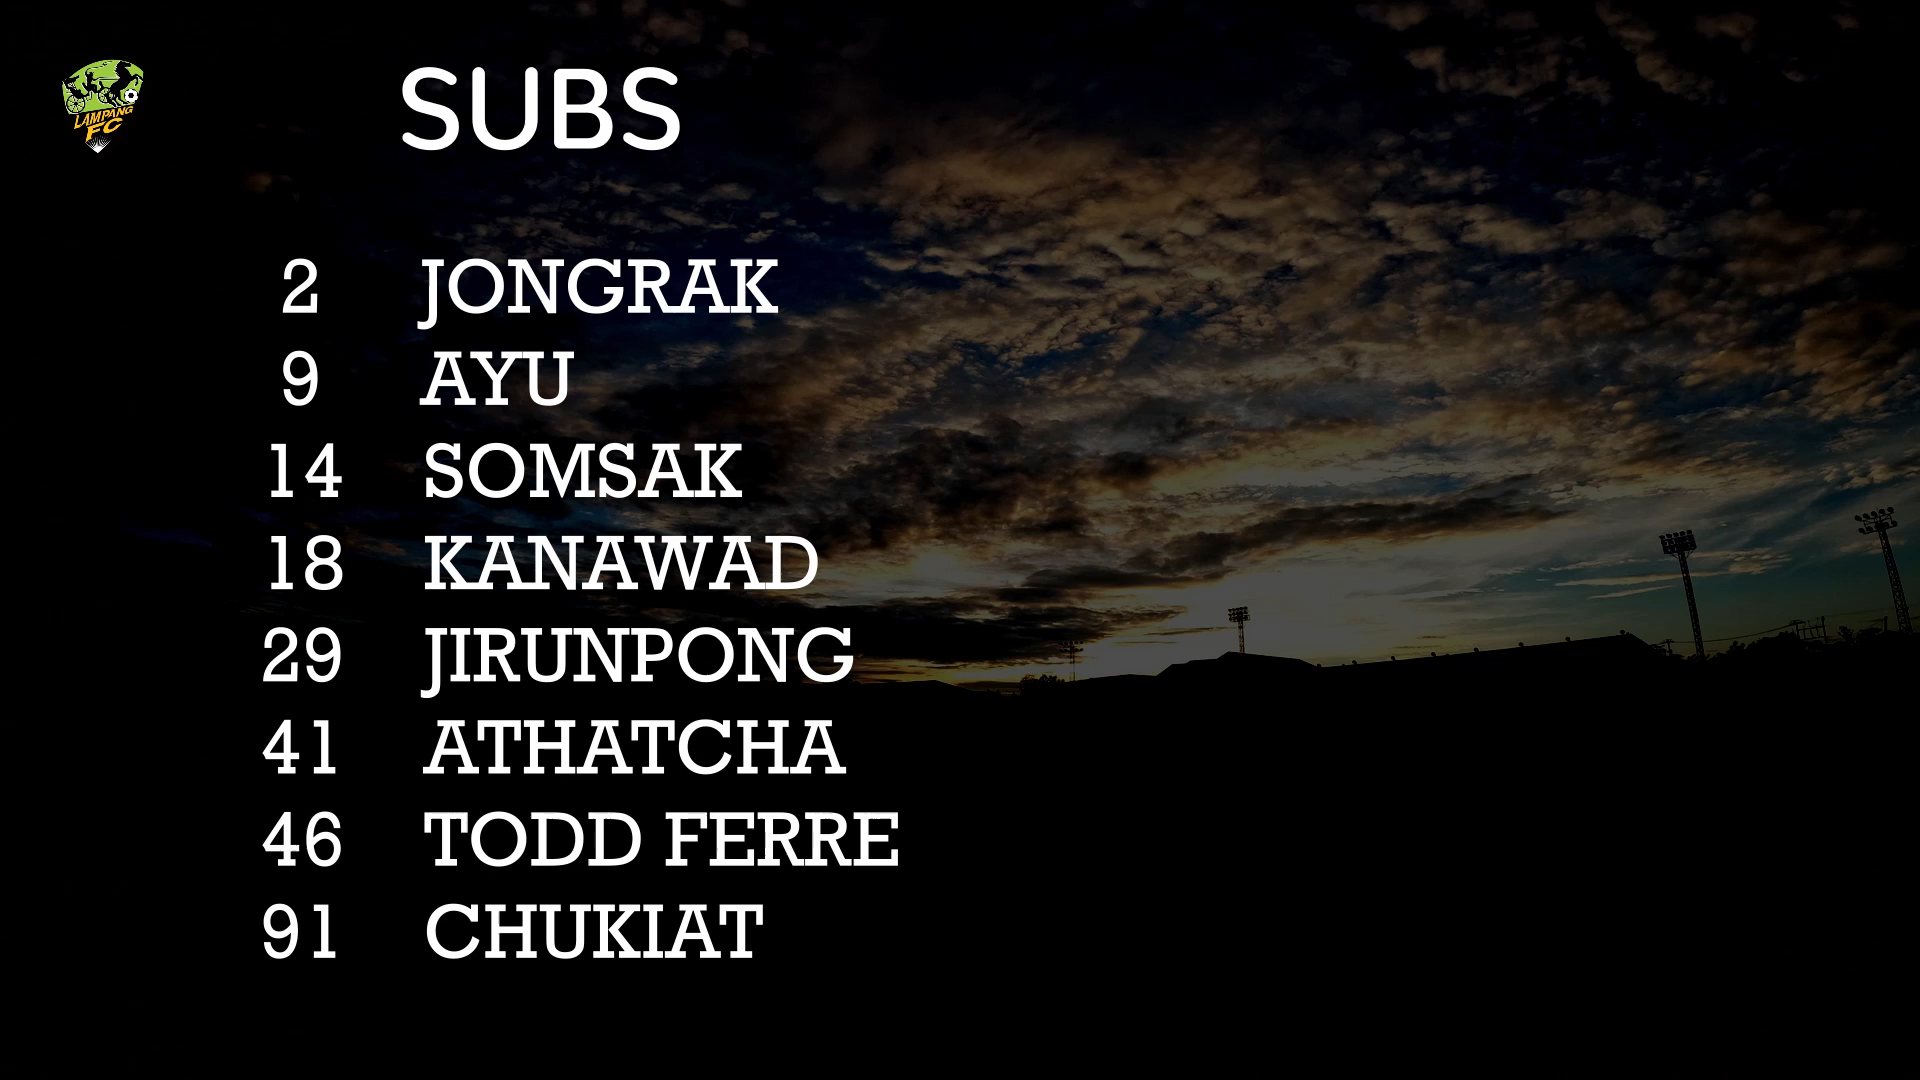 LAMPANG
FC
SUBS
2 JONGRAK
9 AYU
14 SOMSAK
18 KANAWAD
29 JIRUNPONG
41 ATHATCHA
46 TODD FERRE
91 CHUKIAT